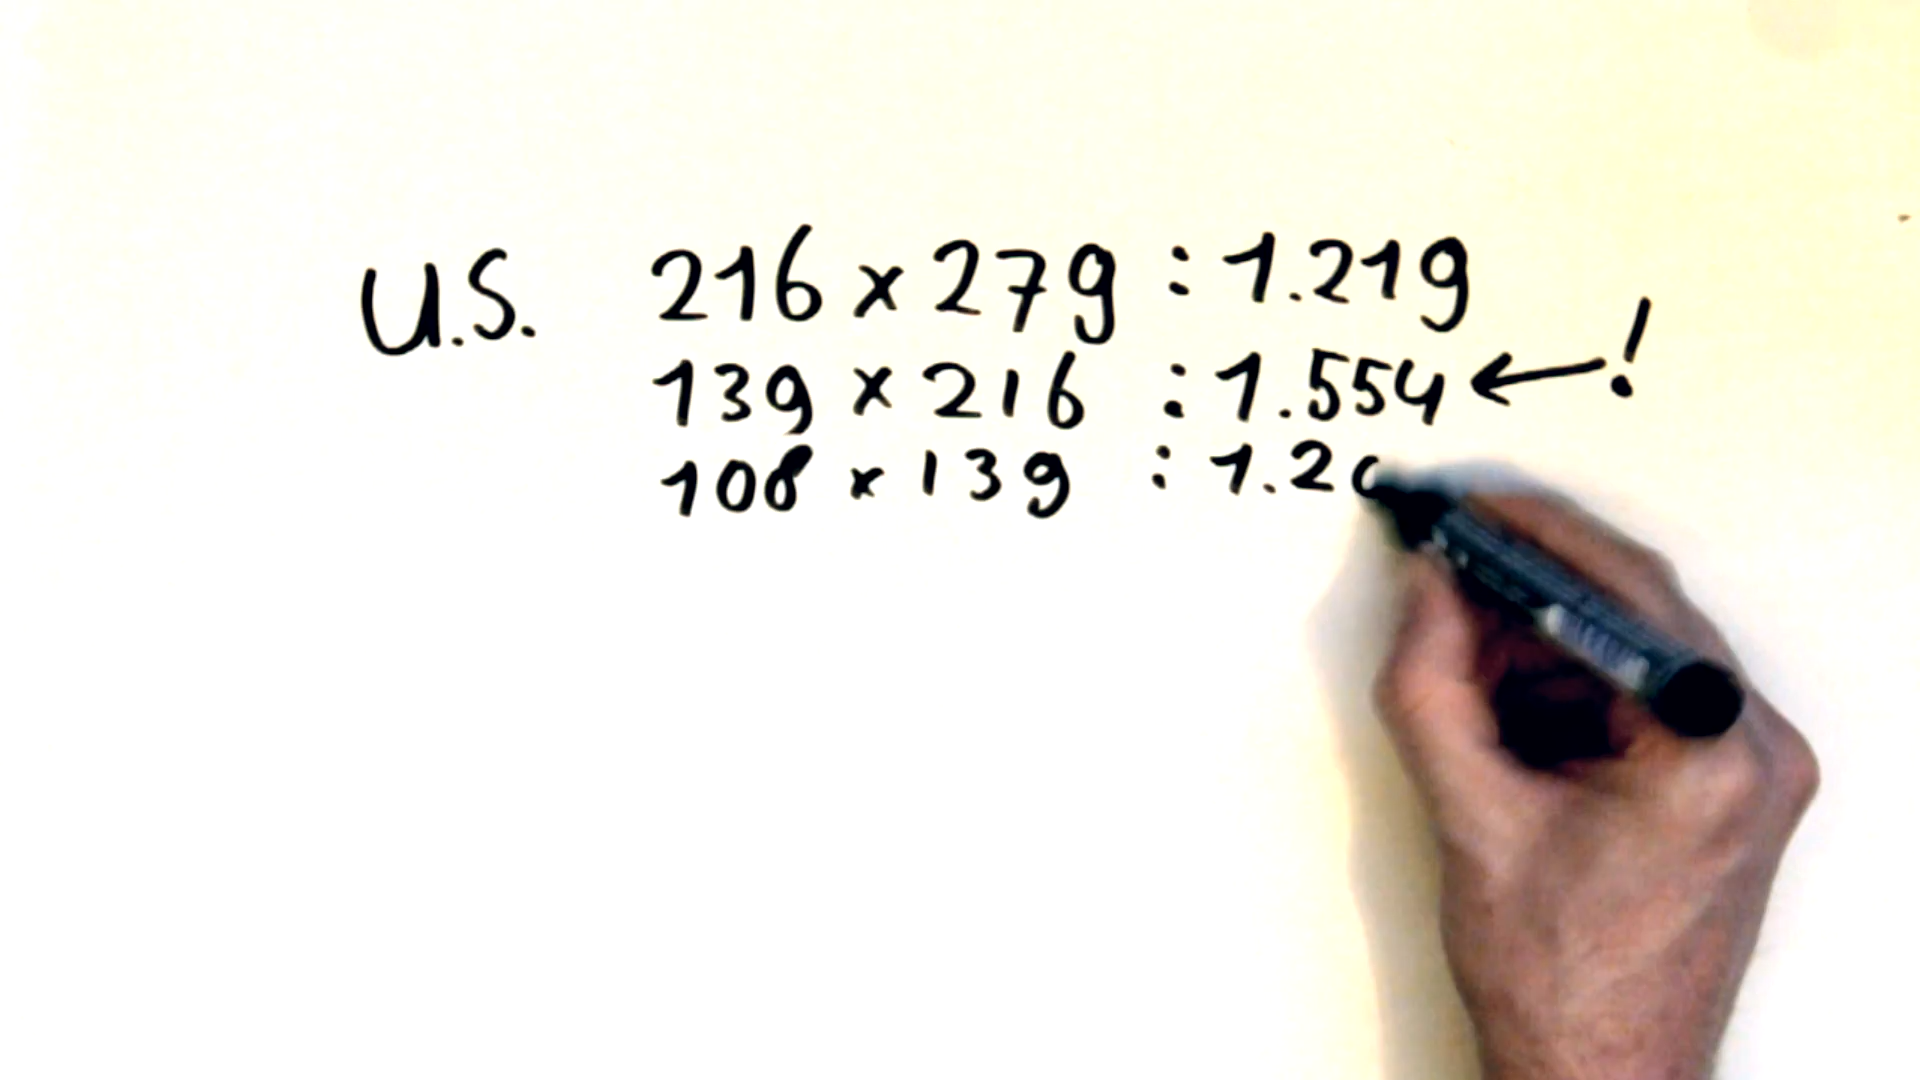 U.S. 216 x 279 : 1.219
139 x 216 : 1.554 ← !
108 x 139 : 1.2